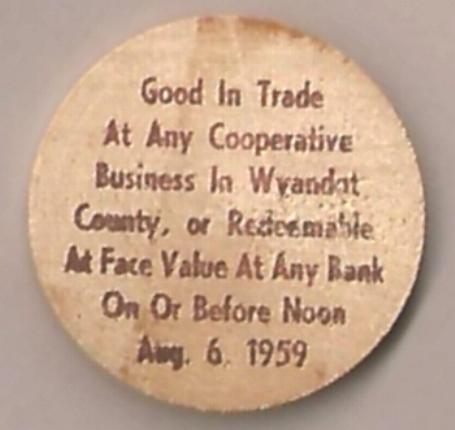 Good In Trade
At Any Cooperative
Business In Wyandot
County, or Redeemable
At Face Value At Any Bank
On Or Before Noon
Aug. 6, 1959